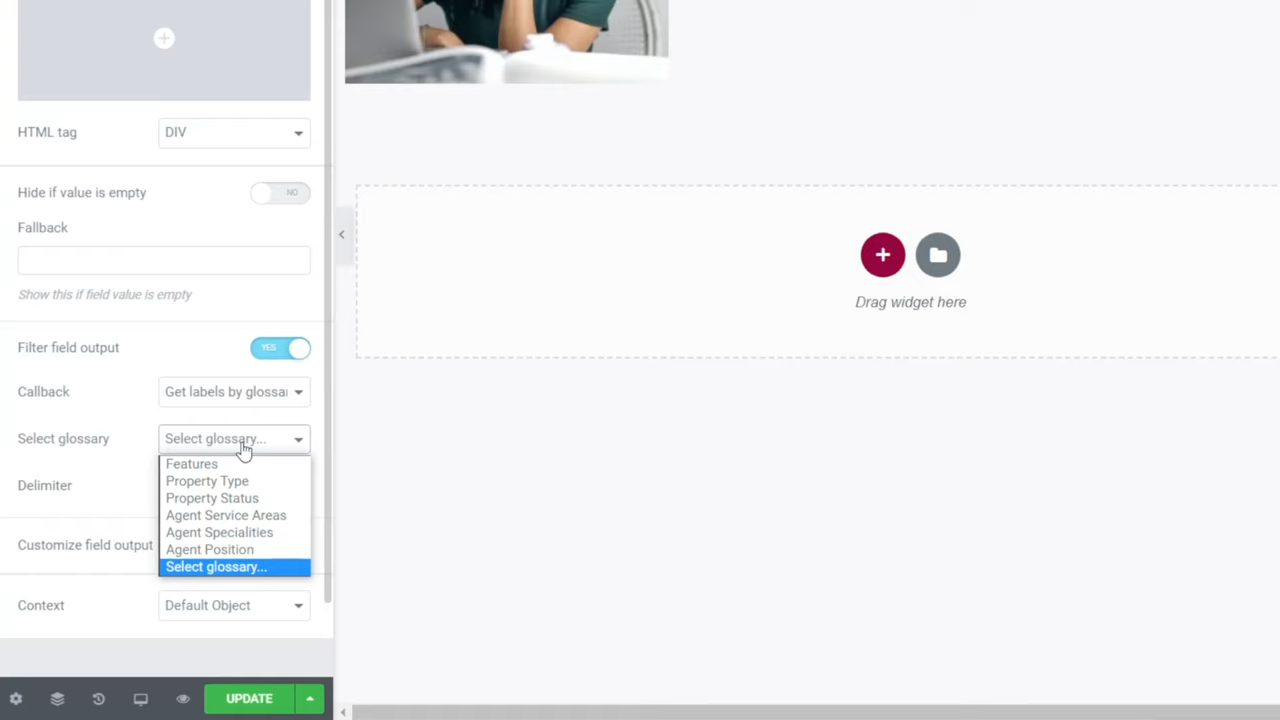 HTML tag
DIV
Hide if value is empty
NO
Fallback
Show this if field value is empty
Filter field output
YES
Callback
Get labels by glossa
Select glossary
Select glossary...
Features
Property Type
Property Status
Delimiter
Agent Service Areas
Agent Specialities
Agent Position
Customize field output
Select glossary...
Context
Default Object
UPDATE
Drag widget here